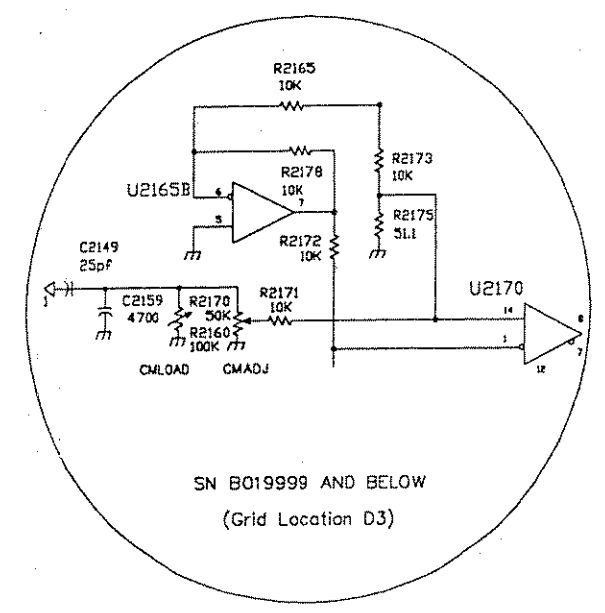 R2165
10K
R2178
10K
R2173
10K
U2165B
6
5
7
R2175
51.1
R2172
10K
C2149
25pf
1
C2159
4700
R2170
50K
R2160
100K
R2171
10K
U2170
14
1
8
7
12
CMLOAD
CMADJ
SN B019999 AND BELOW
(Grid Location D3)